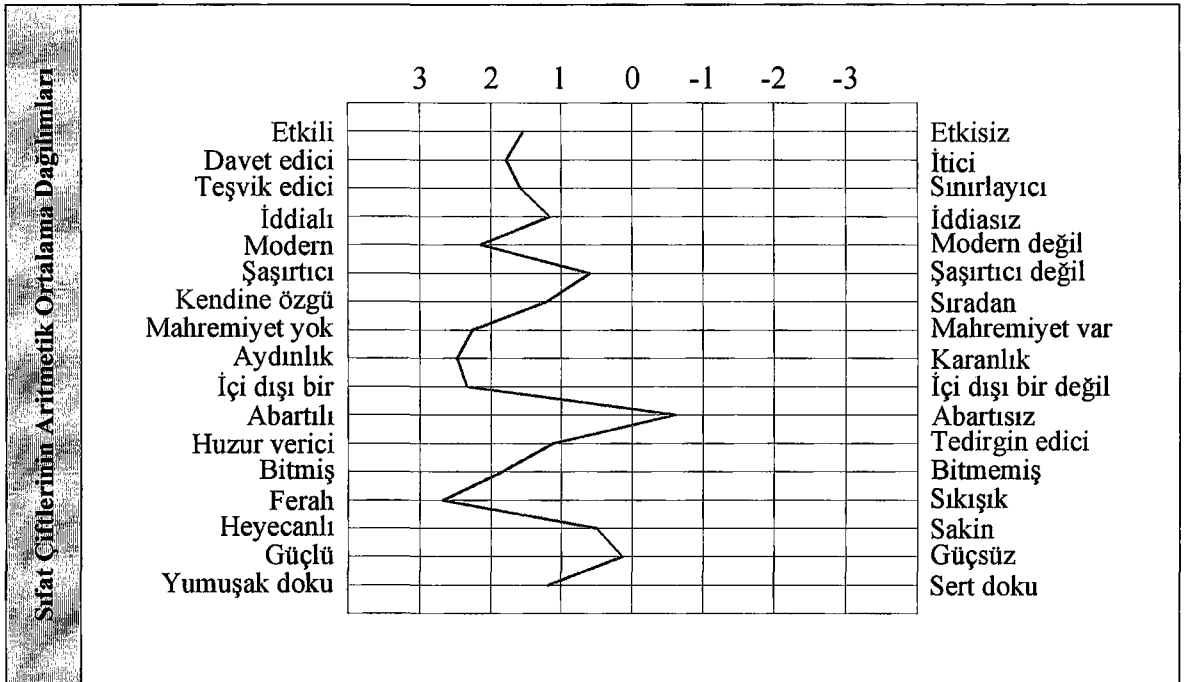 Sıfat Çiftlerinin Aritmetik Ortalama Dağılımları
3 2 1 0 -1 -2 -3
Etkili Etkisiz
Davet edici İtici
Teşvik edici Sınırlayıcı
İddialı İddiasız
Modern Modern değil
Şaşırtıcı Şaşırtıcı değil
Kendine özgü Sıradan
Mahremiyet yok Mahremiyet var
Aydınlık Karanlık
İçi dışı bir İçi dışı bir değil
Abartılı Abartısız
Huzur verici Tedirgin edici
Bitmiş Bitmemiş
Ferah Sıkışık
Heyecanlı Sakin
Güçlü Güçsüz
Yumuşak doku Sert doku